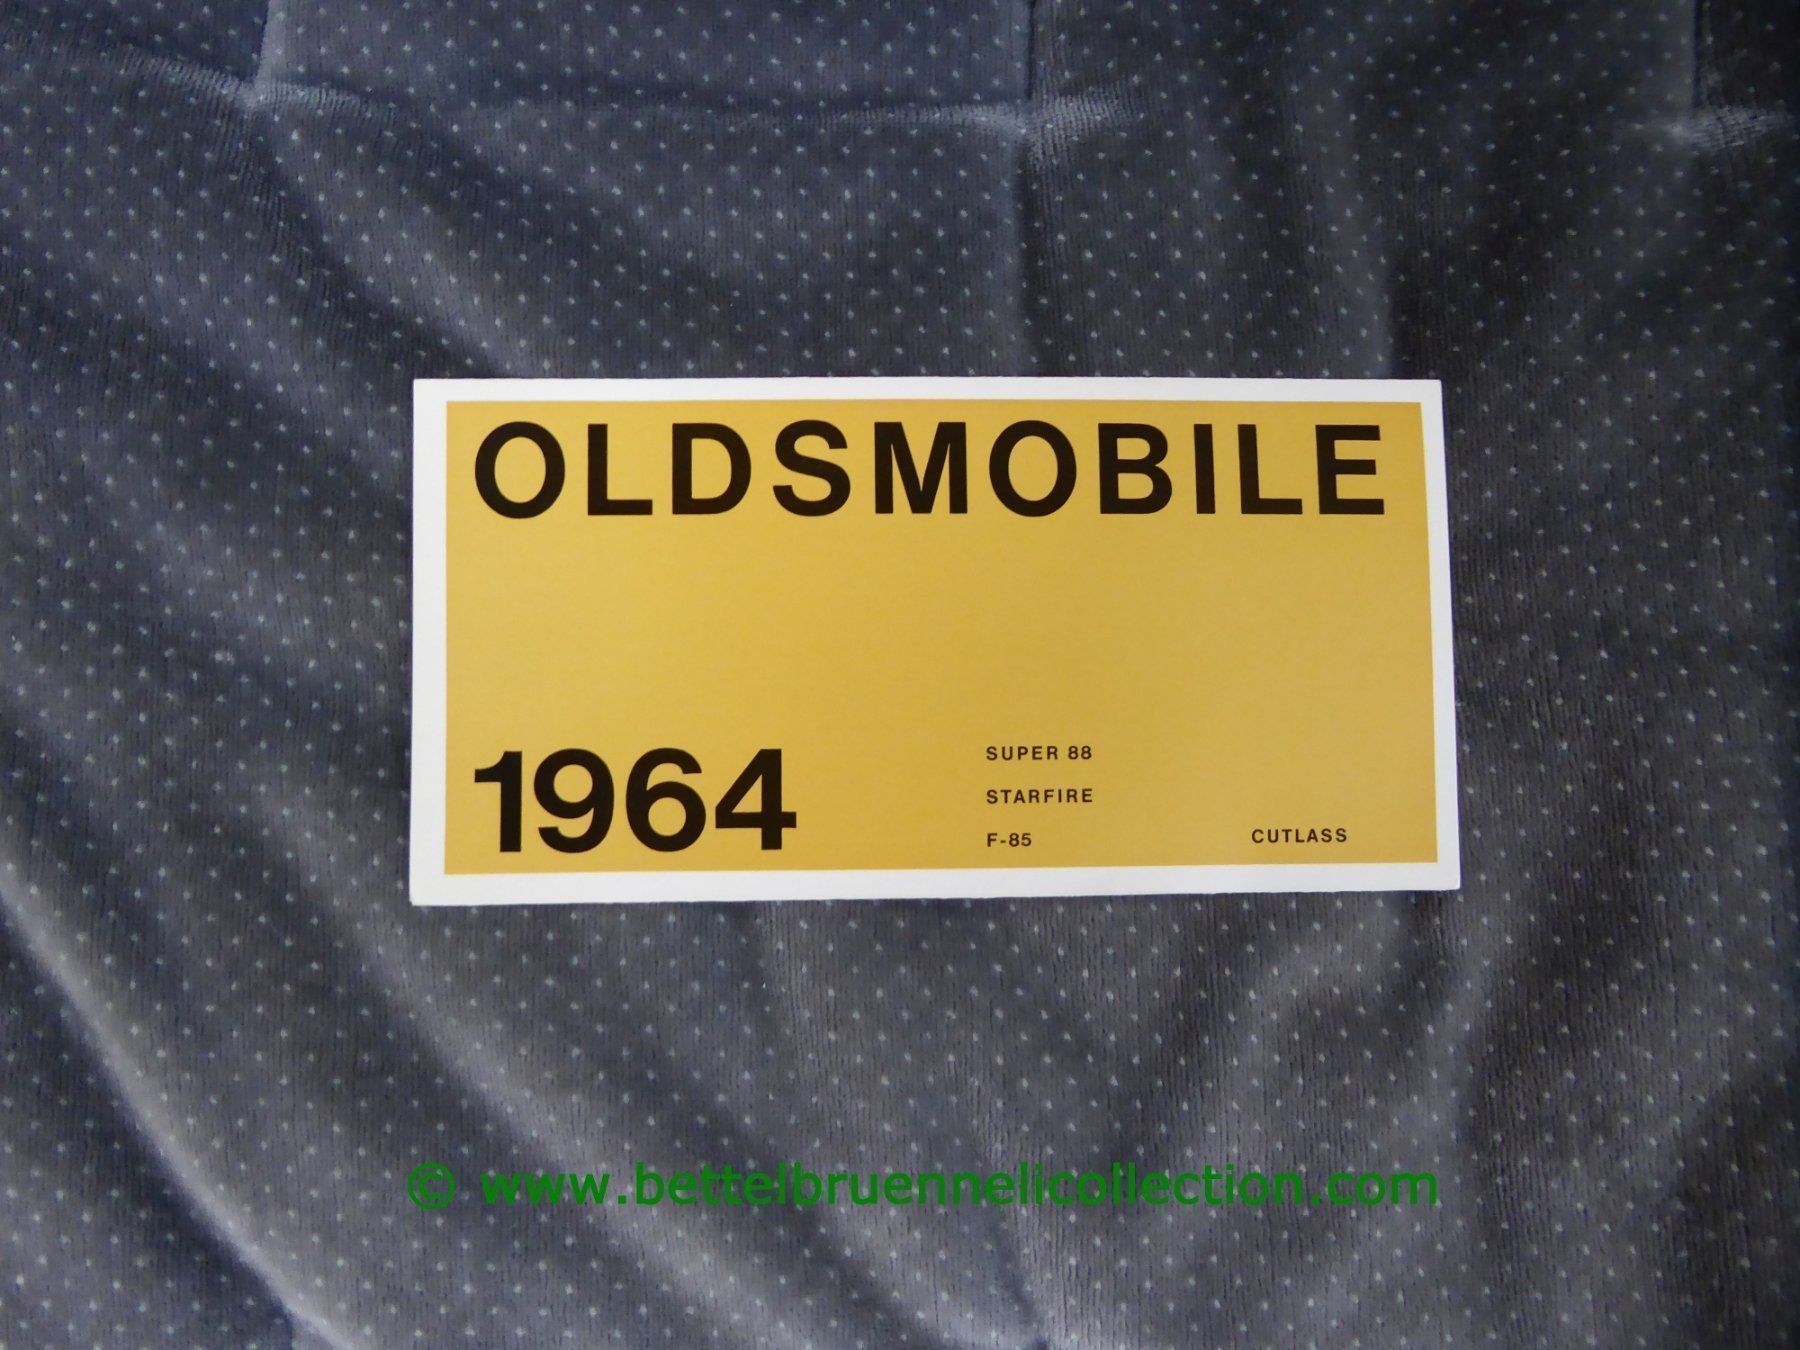 OLDSMOBILE
1964
SUPER 88
STARFIRE
F-85
CUTLASS
© www.bettelbruennelicollection.com